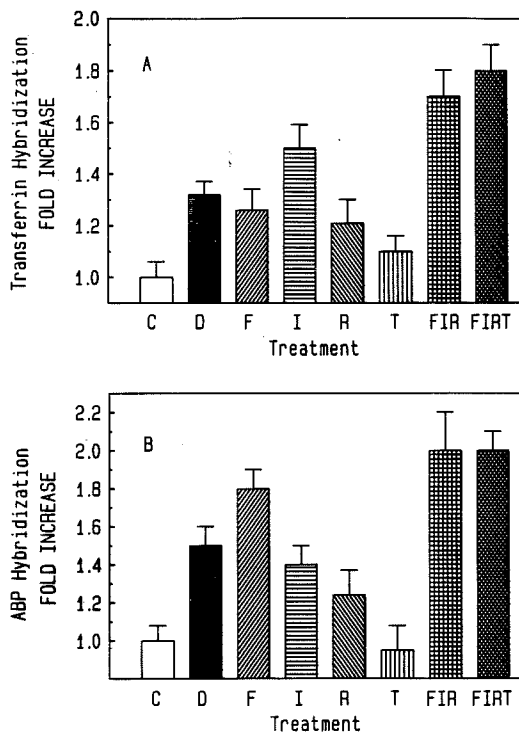 Transferrin Hybridization
FOLD INCREASE
A
2.0
1.8
1.6
1.4
1.2
1.0
C D F I R T FIR FIRT
Treatment
ABP Hybridization
FOLD INCREASE
B
2.2
2.0
1.8
1.6
1.4
1.2
1.0
C D F I R T FIR FIRT
Treatment